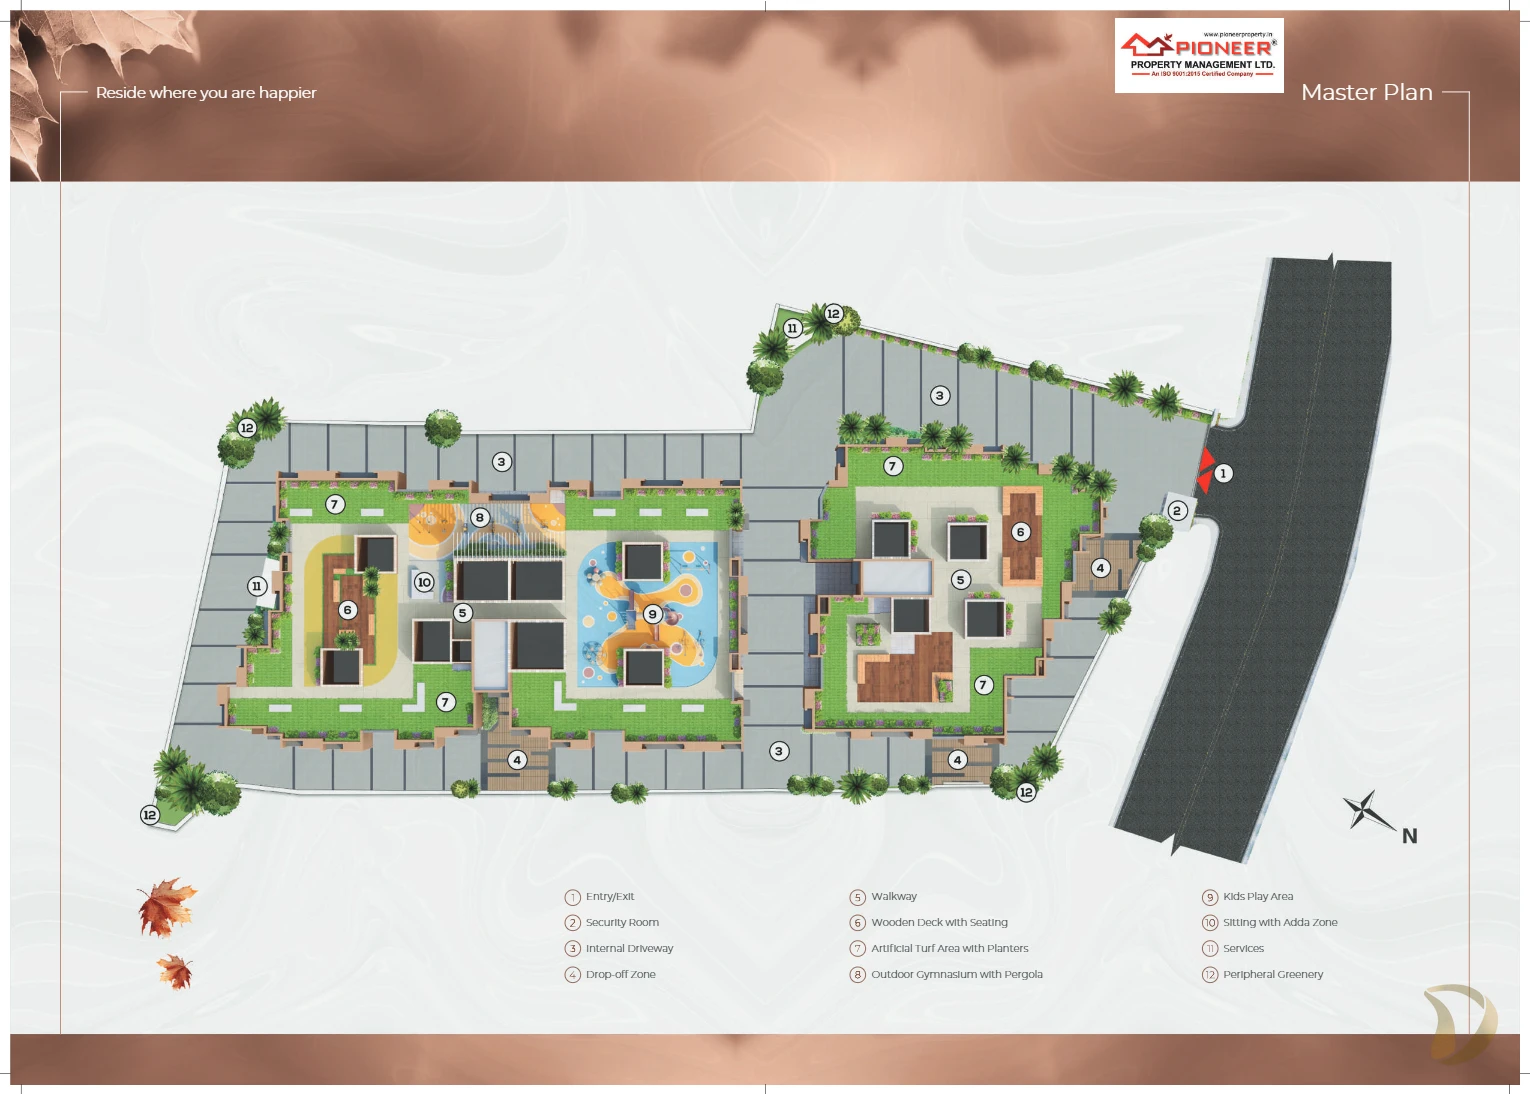 www.pioneerproperty.in
PIONEER®
PROPERTY MANAGEMENT LTD.
An ISO 9001:2015 Certified Company
Reside where you are happier
Master Plan
12
11
3
12
3
7
1
7
8
6
2
11
10
4
5
6
5
9
7
7
3
4
4
12
12
N
1 Entry/Exit
2 Security Room
3 Internal Driveway
4 Drop-off Zone
5 Walkway
6 Wooden Deck with Seating
7 Artificial Turf Area with Planters
8 Outdoor Gymnasium with Pergola
9 Kids Play Area
10 Sitting with Adda Zone
11 Services
12 Peripheral Greenery